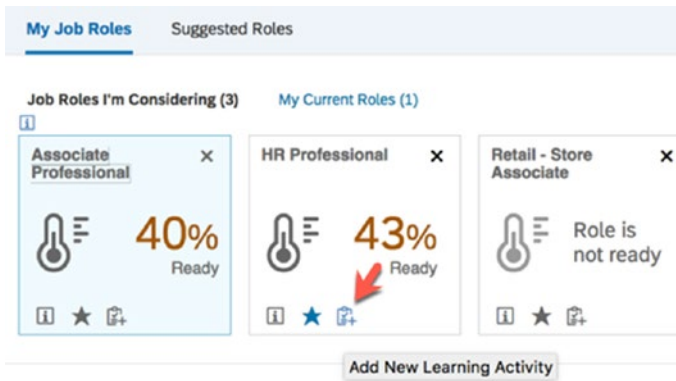 My Job Roles Suggested Roles
Job Roles I'm Considering (3) My Current Roles (1)
Associate Professional
HR Professional
Retail - Store Associate
40%
Ready
43%
Ready
Role is
not ready
Add New Learning Activity